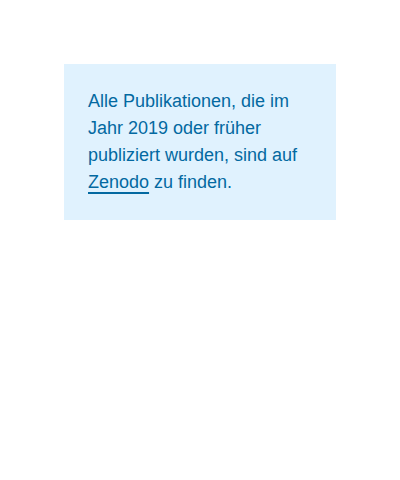 Alle Publikationen, die im
Jahr 2019 oder früher
publiziert wurden, sind auf
Zenodo zu finden.